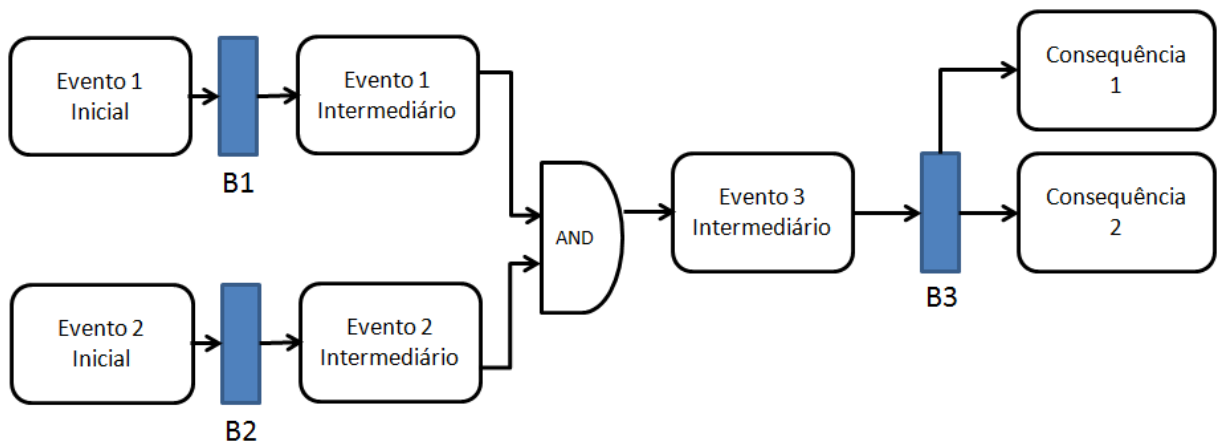 Evento 1
Inicial
B1
Evento 1
Intermediário
Evento 2
Inicial
B2
Evento 2
Intermediário
AND
Evento 3
Intermediário
B3
Consequência
1
Consequência
2